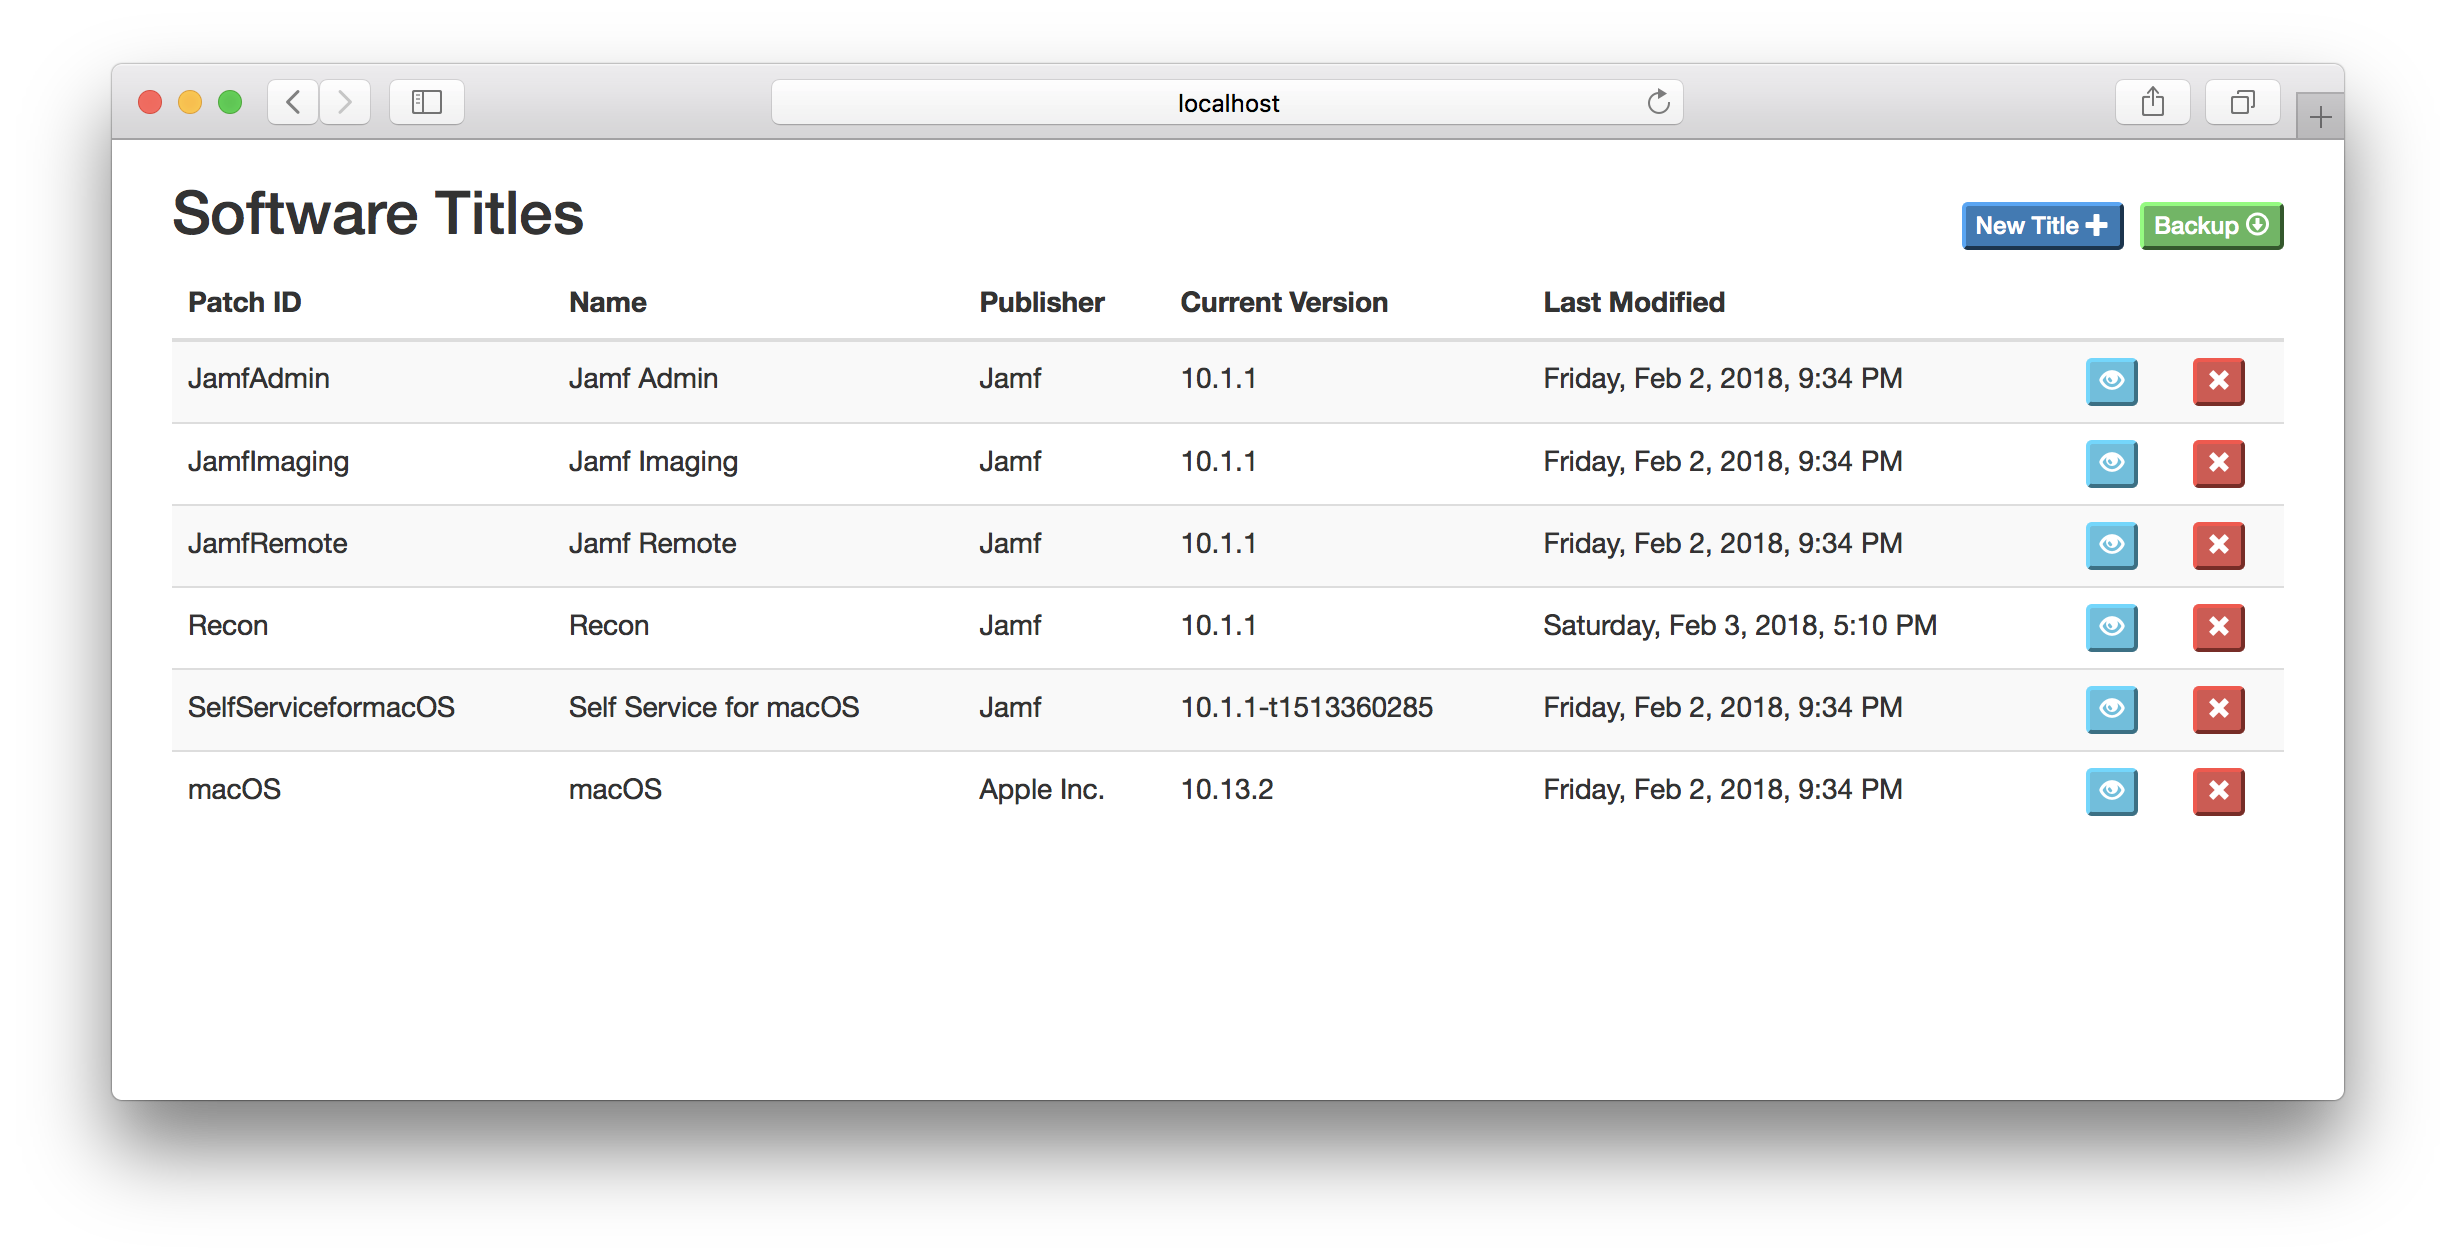 localhost
Software Titles
New Title Backup
Patch ID Name Publisher Current Version Last Modified
JamfAdmin Jamf Admin Jamf 10.1.1 Friday, Feb 2, 2018, 9:34 PM
JamfImaging Jamf Imaging Jamf 10.1.1 Friday, Feb 2, 2018, 9:34 PM
JamfRemote Jamf Remote Jamf 10.1.1 Friday, Feb 2, 2018, 9:34 PM
Recon Recon Jamf 10.1.1 Saturday, Feb 3, 2018, 5:10 PM
SelfServiceformacOS Self Service for macOS Jamf 10.1.1-t1513360285 Friday, Feb 2, 2018, 9:34 PM
macOS macOS Apple Inc. 10.13.2 Friday, Feb 2, 2018, 9:34 PM